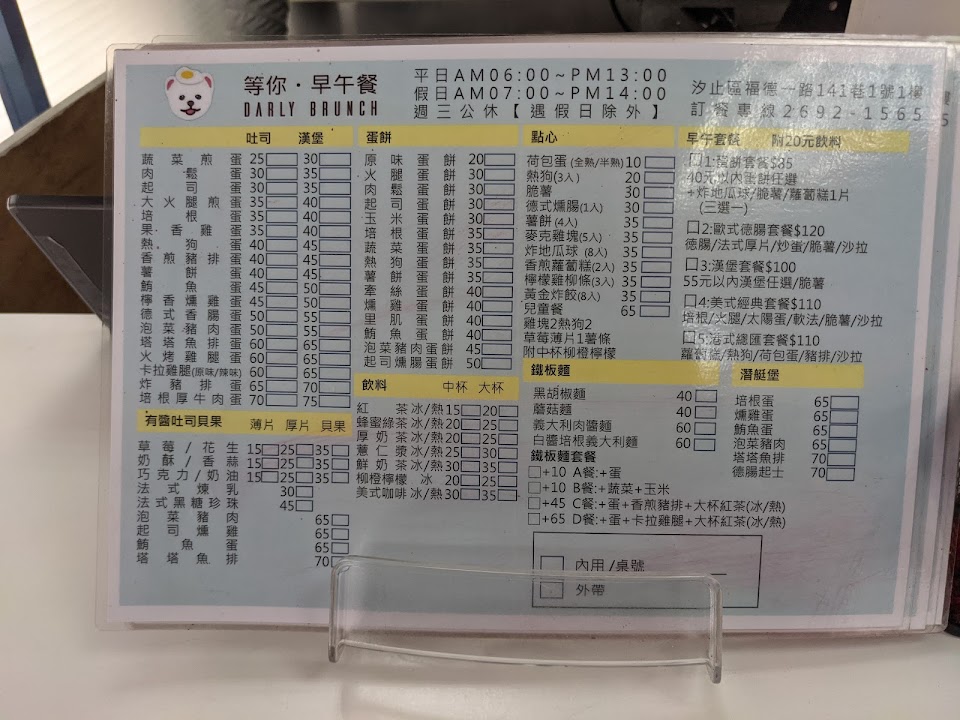 等你·早午餐
DARLY BRUNCH
平日AM06:00~PM13:00
假日AM07:00~PM14:00
週三公休【遇假日除外】
汐止區福德一路141巷1號1樓
訂餐專線2692-1565
吐司 漢堡
蔬菜煎蛋 25 30
肉鬆蛋 30 35
起司蛋 30 35
大火腿煎蛋 35 40
培根蛋 35 40
果香雞蛋 35 40
熱狗蛋 40 45
香煎豬排蛋 40 45
薯餅蛋 40 45
鮪魚蛋 45 50
檸香燻雞蛋 45 50
德式香腸蛋 50 55
泡菜豬肉蛋 50 55
塔塔魚排蛋 60 65
火烤雞腿蛋 60 65
卡拉雞腿(原味/辣味) 60 65
炸豬排蛋 65 70
培根厚牛肉蛋 70 75
有醬吐司貝果 薄片 厚片 貝果
草莓/花生 15 25 35
奶酥/香蒜 15 25 35
巧克力/奶油 15 25 35
法式煉乳 30
法式黑糖珍珠 45
泡菜豬肉 65
起司燻雞 65
鮪魚蛋 65
塔塔魚排 70
蛋餅
原味蛋餅 20
火腿蛋餅 30
肉鬆蛋餅 30
起司蛋餅 30
玉米蛋餅 30
培根蛋餅 35
蔬菜蛋餅 35
熱狗蛋餅 35
薯餅蛋餅 35
牽絲蛋餅 40
燻雞蛋餅 40
里肌蛋餅 40
鮪魚蛋餅 40
泡菜豬肉蛋餅 45
起司燻腸蛋餅 50
飲料 中杯 大杯
紅茶冰/熱 15 20
蜂蜜綠茶冰/熱 20 25
厚奶茶冰/熱 20 25
薏仁漿冰/熱 25 30
鮮奶茶冰/熱 30 35
柳橙檸檬冰 20 25
美式咖啡冰/熱 30 35
點心
荷包蛋(全熟/半熟) 10
熱狗(3入) 20
脆薯 30
德式燻腸(1入) 30
薯餅(4入) 35
麥克雞塊(5入) 35
炸地瓜球(8入) 35
香煎蘿蔔糕(2入) 35
檸檬雞柳條(3入) 35
黃金炸餃(8入) 35
兒童餐 65
雞塊2熱狗2
草莓薄片1薯條
附中杯柳橙檸檬
早午套餐 附20元飲料
1:蛋餅套餐$85
40元以內蛋餅任選
+炸地瓜球/脆薯/蘿蔔糕1片
(三選一)
2:歐式德腸套餐$120
德腸/法式厚片/炒蛋/脆薯/沙拉
3:漢堡套餐$100
55元以內漢堡任選/脆薯
4:美式經典套餐$110
培根/火腿/太陽蛋/軟法/脆薯/沙拉
5:港式總匯套餐$110
蘿蔔糕/熱狗/荷包蛋/豬排/沙拉
鐵板麵
黑胡椒麵 40
蘑菇麵 40
義大利肉醬麵 60
白醬培根義大利麵 60
鐵板麵套餐
+10 A餐:+蛋
+10 B餐:+蔬菜+玉米
+45 C餐:+蛋+香煎豬排+大杯紅茶(冰/熱)
+65 D餐:+蛋+卡拉雞腿+大杯紅茶(冰/熱)
潛艇堡
培根蛋 65
燻雞蛋 65
鮪魚蛋 65
泡菜豬肉 65
塔塔魚排 70
德腸起士 70
內用/桌號
外帶